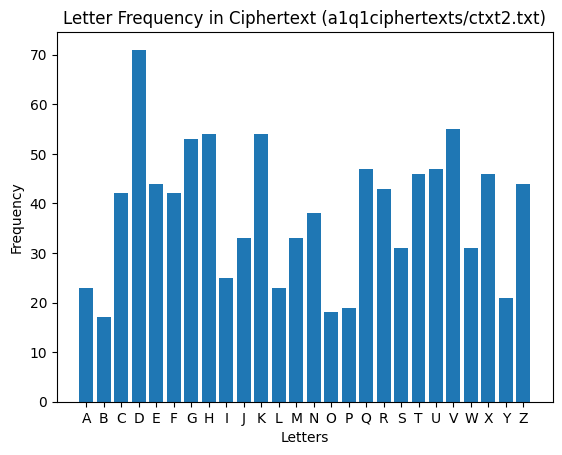 Letter Frequency in Ciphertext (a1q1ciphertexts/ctxt2.txt)
70
60
50
40
30
20
10
0
Frequency
A B C D E F G H I J K L M N O P Q R S T U V W X Y Z
Letters